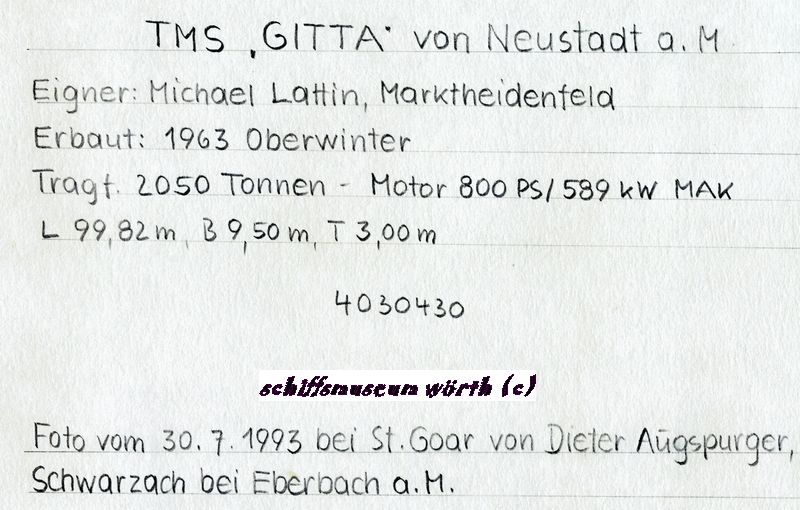 TMS „GITTA" von Neustadt a. M
Eigner: Michael Lattin, Marktheidenfeld
Erbaut: 1963 Oberwinter
Tragf. 2050 Tonnen - Motor 800 PS/589 kW MAK
L 99,82 m, B 9,50 m, T 3,00 m
4030430
schiffsmuseum wörth (c)
Foto vom 30.7.1993 bei St. Goar von Dieter Augspurger,
Schwarzach bei Eberbach a.M.